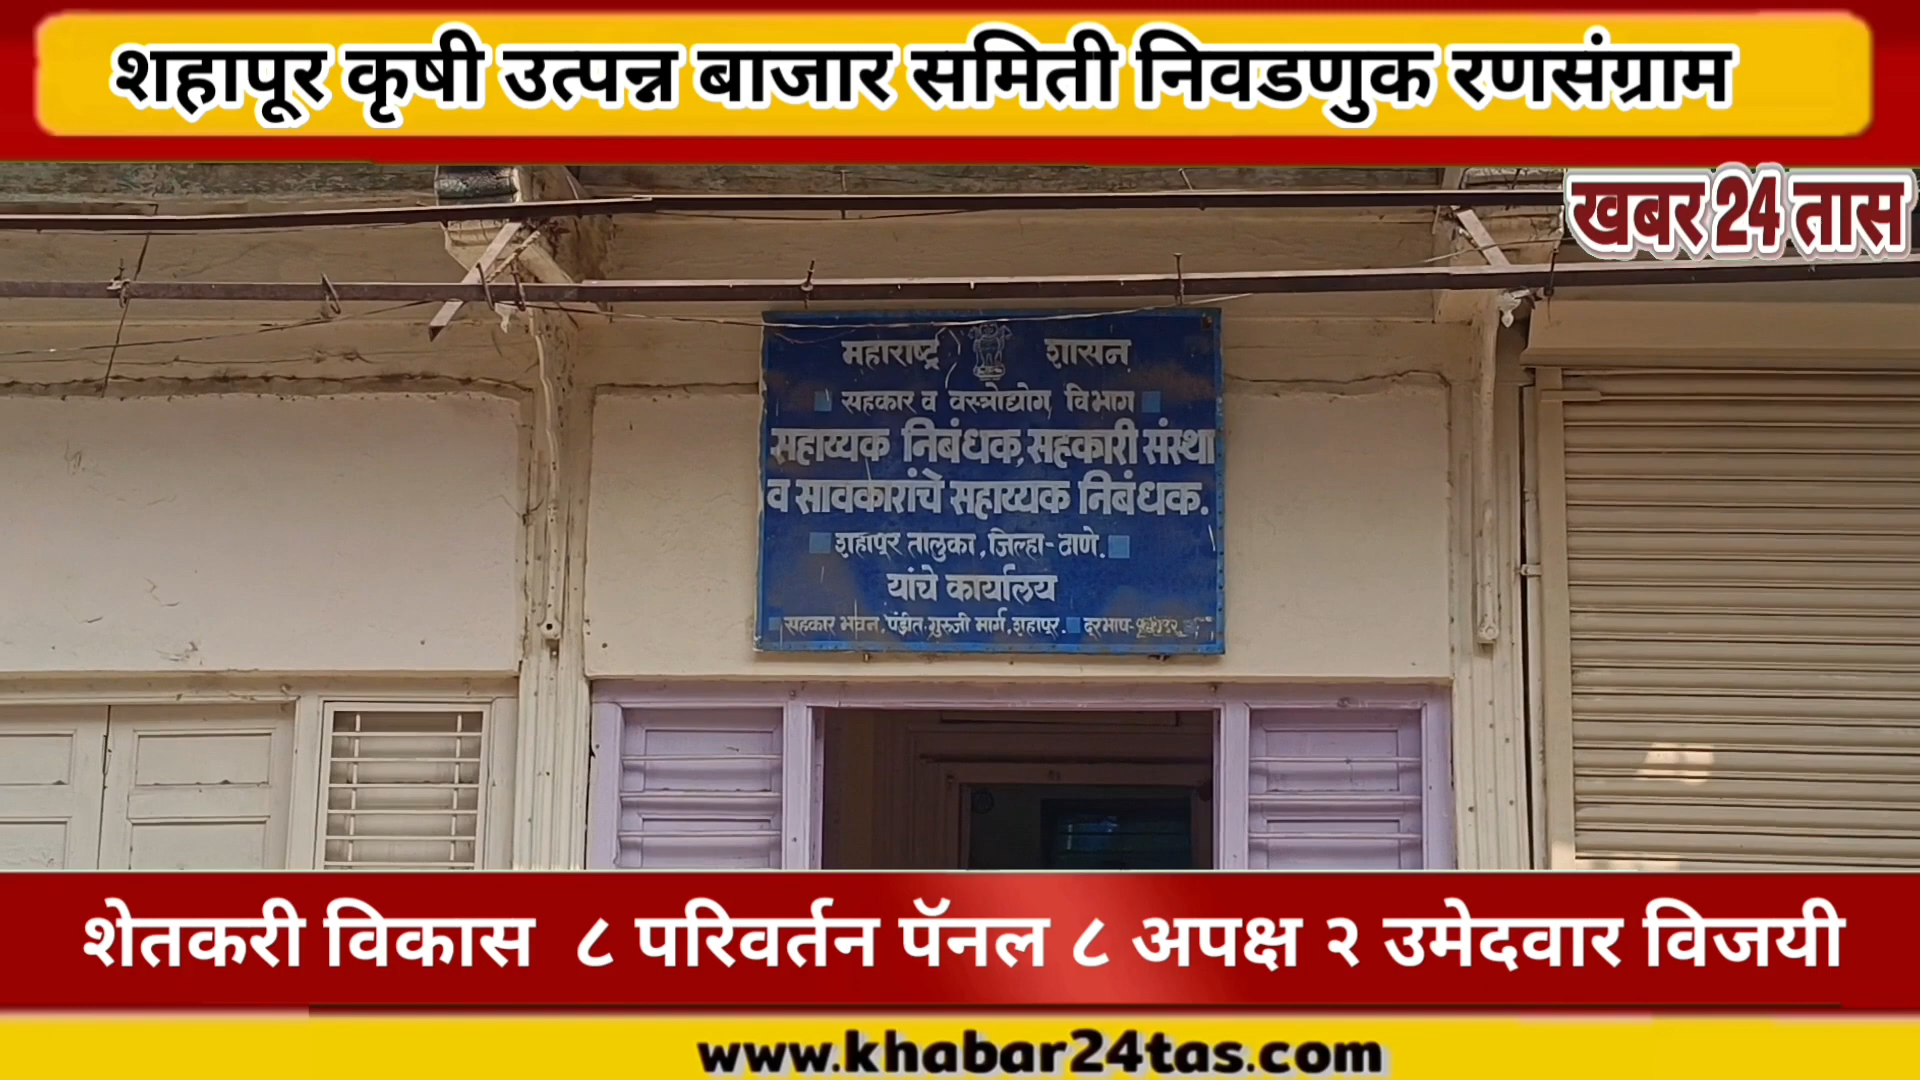 शहापूर कृषी उत्पन्न बाजार समिती निवडणुक रणसंग्राम
खबर 24 तास
महाराष्ट्र शासन
सहकार व वस्त्रोद्योग विभाग
सहाय्यक निबंधक, सहकारी संस्था
व सावकारांचे सहाय्यक निबंधक.
शहापूर तालुका, जिल्हा-ठाणे.
यांचे कार्यालय
सहकार भवन, पंडीत गुरुजी मार्ग, शहापूर. दूरभाष-
शेतकरी विकास ८ परिवर्तन पॅनल ८ अपक्ष २ उमेदवार विजयी
www.khabar24tas.com